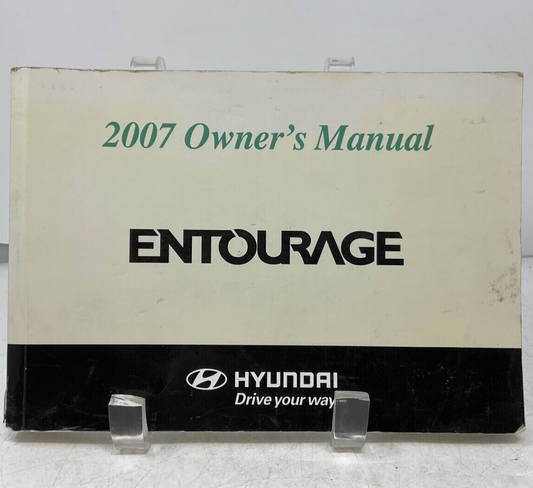 2007 Owner's Manual
ENTOURAGE
HYUNDAI
Drive your way